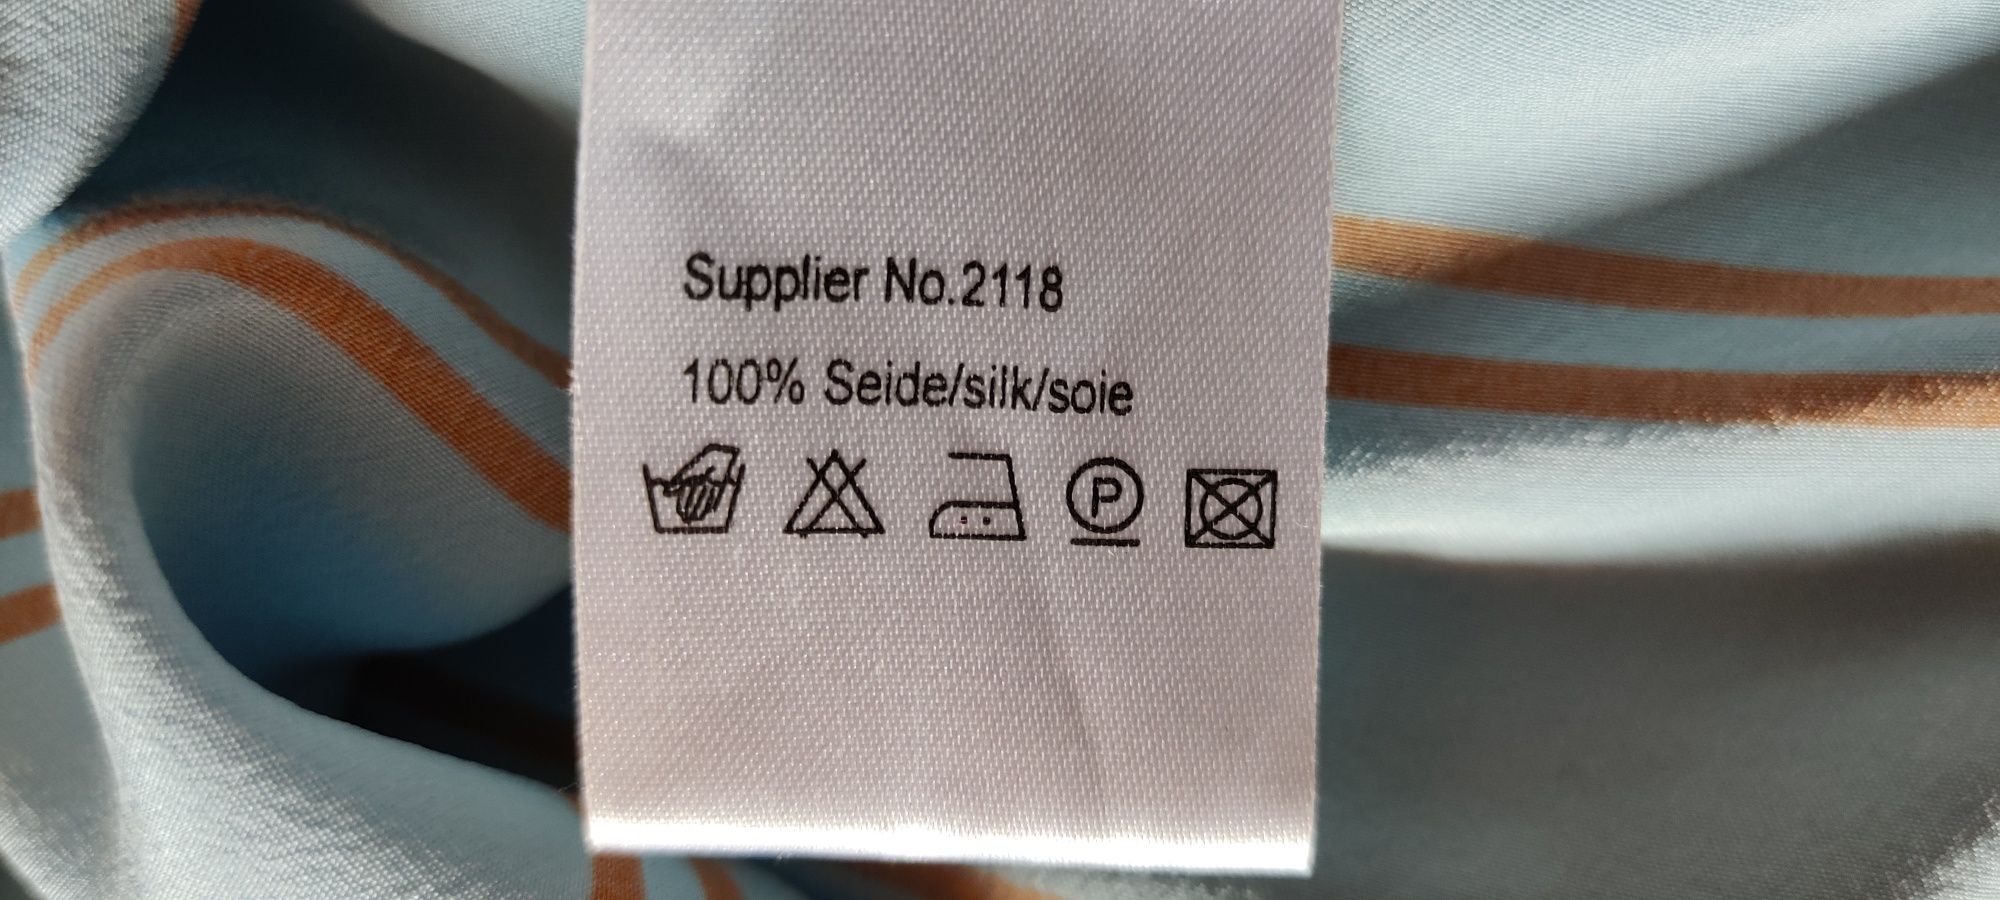 Supplier No.2118
100% Seide/silk/soie
P